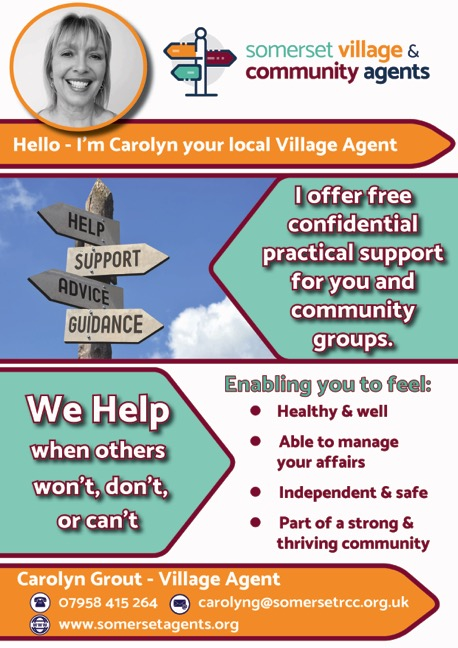 somerset village &
community agents
Hello - I'm Carolyn your local Village Agent
HELP
SUPPORT
ADVICE
GUIDANCE
I offer free
confidential
practical support
for you and
community
groups.
We Help
when others
won't, don't,
or can't
Enabling you to feel:
Healthy & well
Able to manage
your affairs
Independent & safe
Part of a strong &
thriving community
Carolyn Grout - Village Agent
07958 415 264 carolyng@somersetrcc.org.uk
www.somersetagents.org